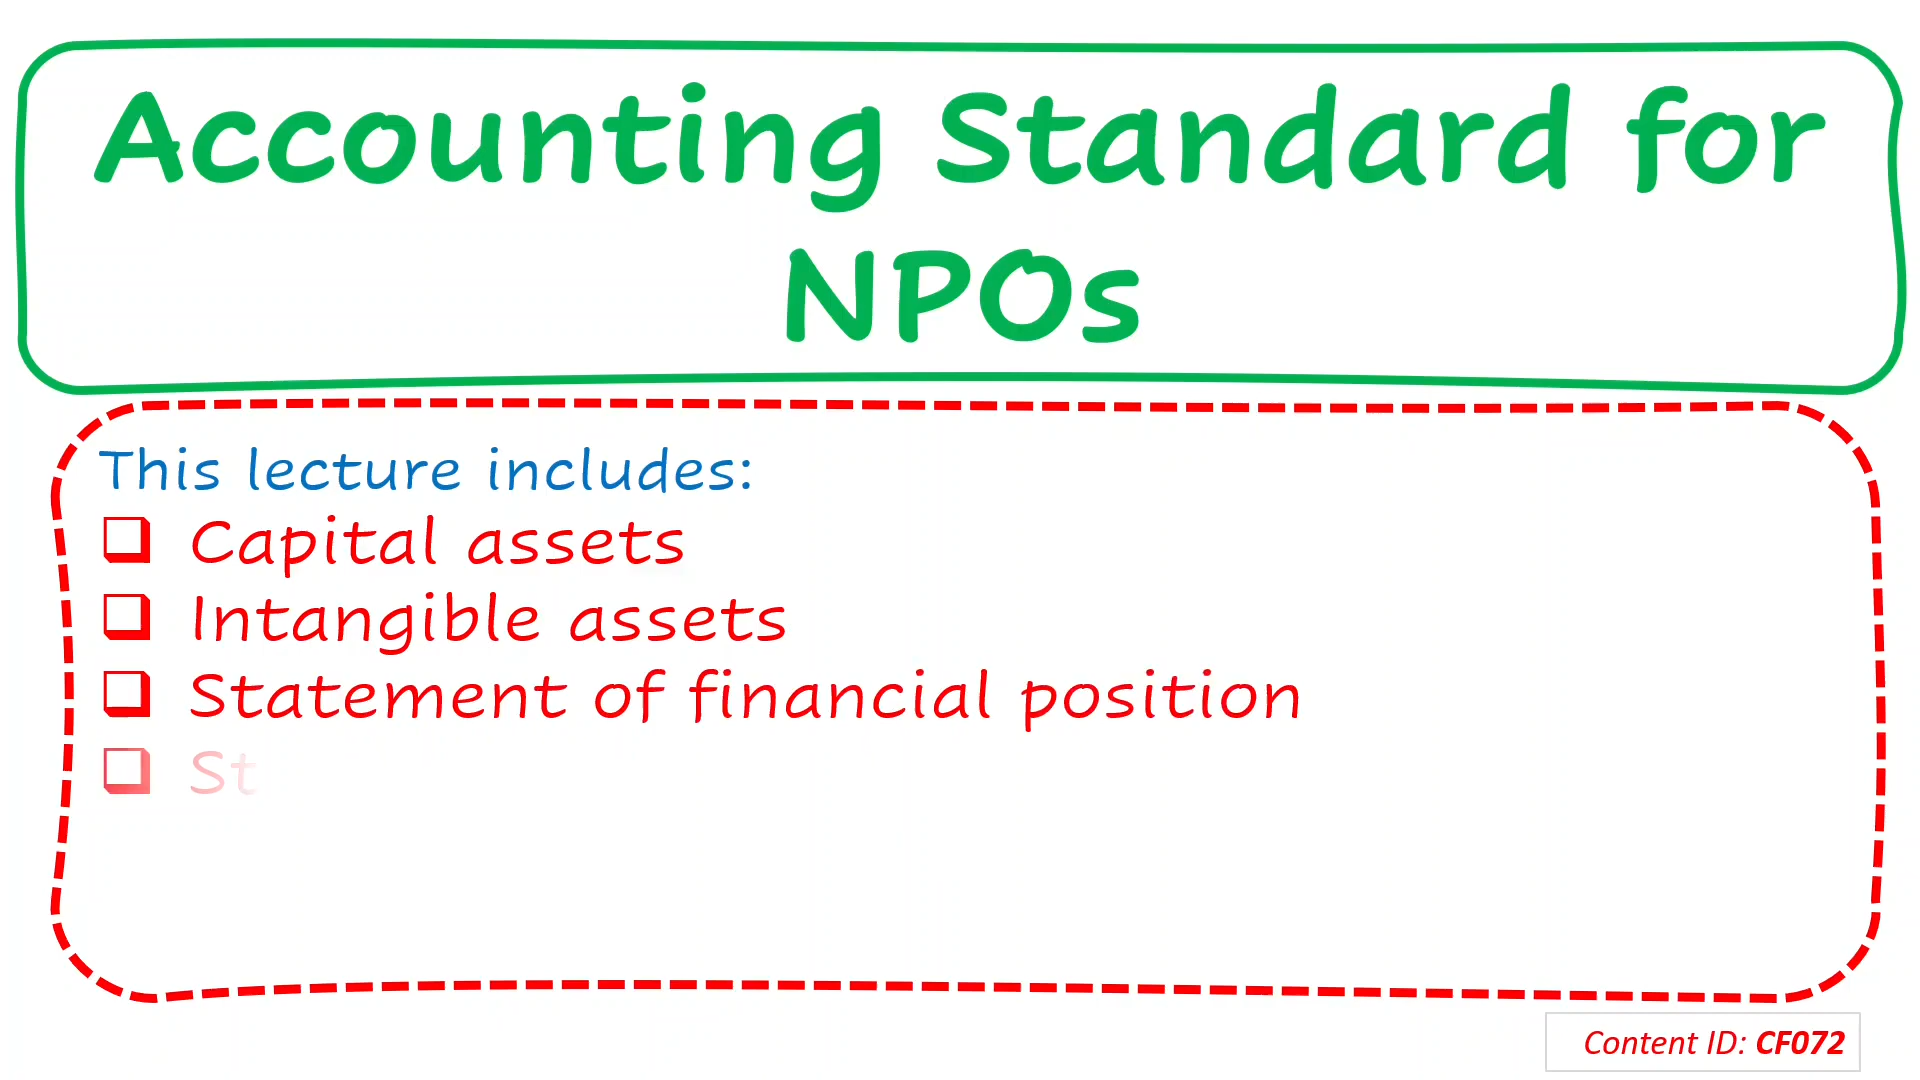 Accounting Standard for
NPOs
This lecture includes:
❑ Capital assets
❑ Intangible assets
❑ Statement of financial position
❑ St
Content ID: CF072